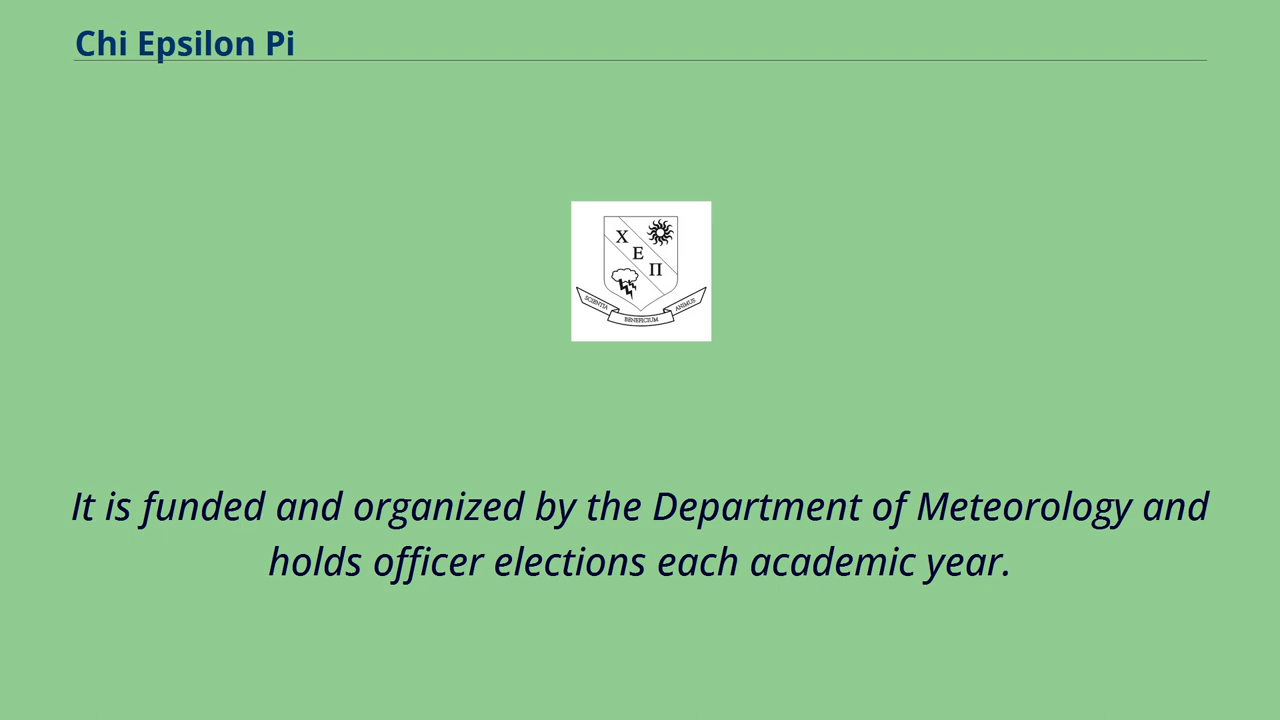 Chi Epsilon Pi
Χ
Ε
Π
SCIENTIA
BENEFICIUM
ANIMUS
It is funded and organized by the Department of Meteorology and
holds officer elections each academic year.